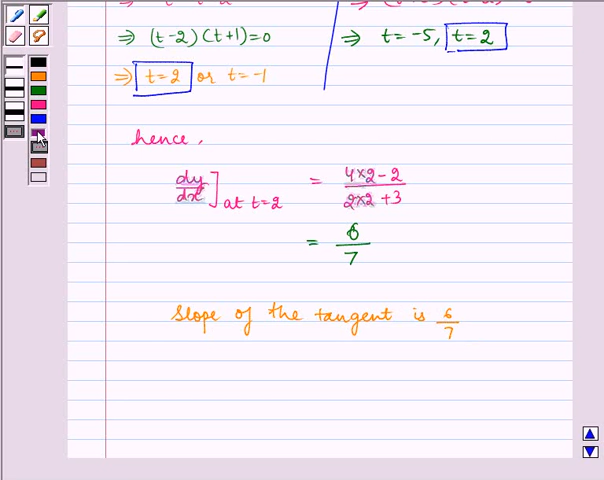 ⇒ (t-2) (t+1) = 0
⇒ t = -5, t = 2
⇒ t = 2 or t = -1
hence,
dy/dx ] at t = 2 = 4×2-2 / 2×2 +3
= 6/7
Slope of the tangent is 6/7